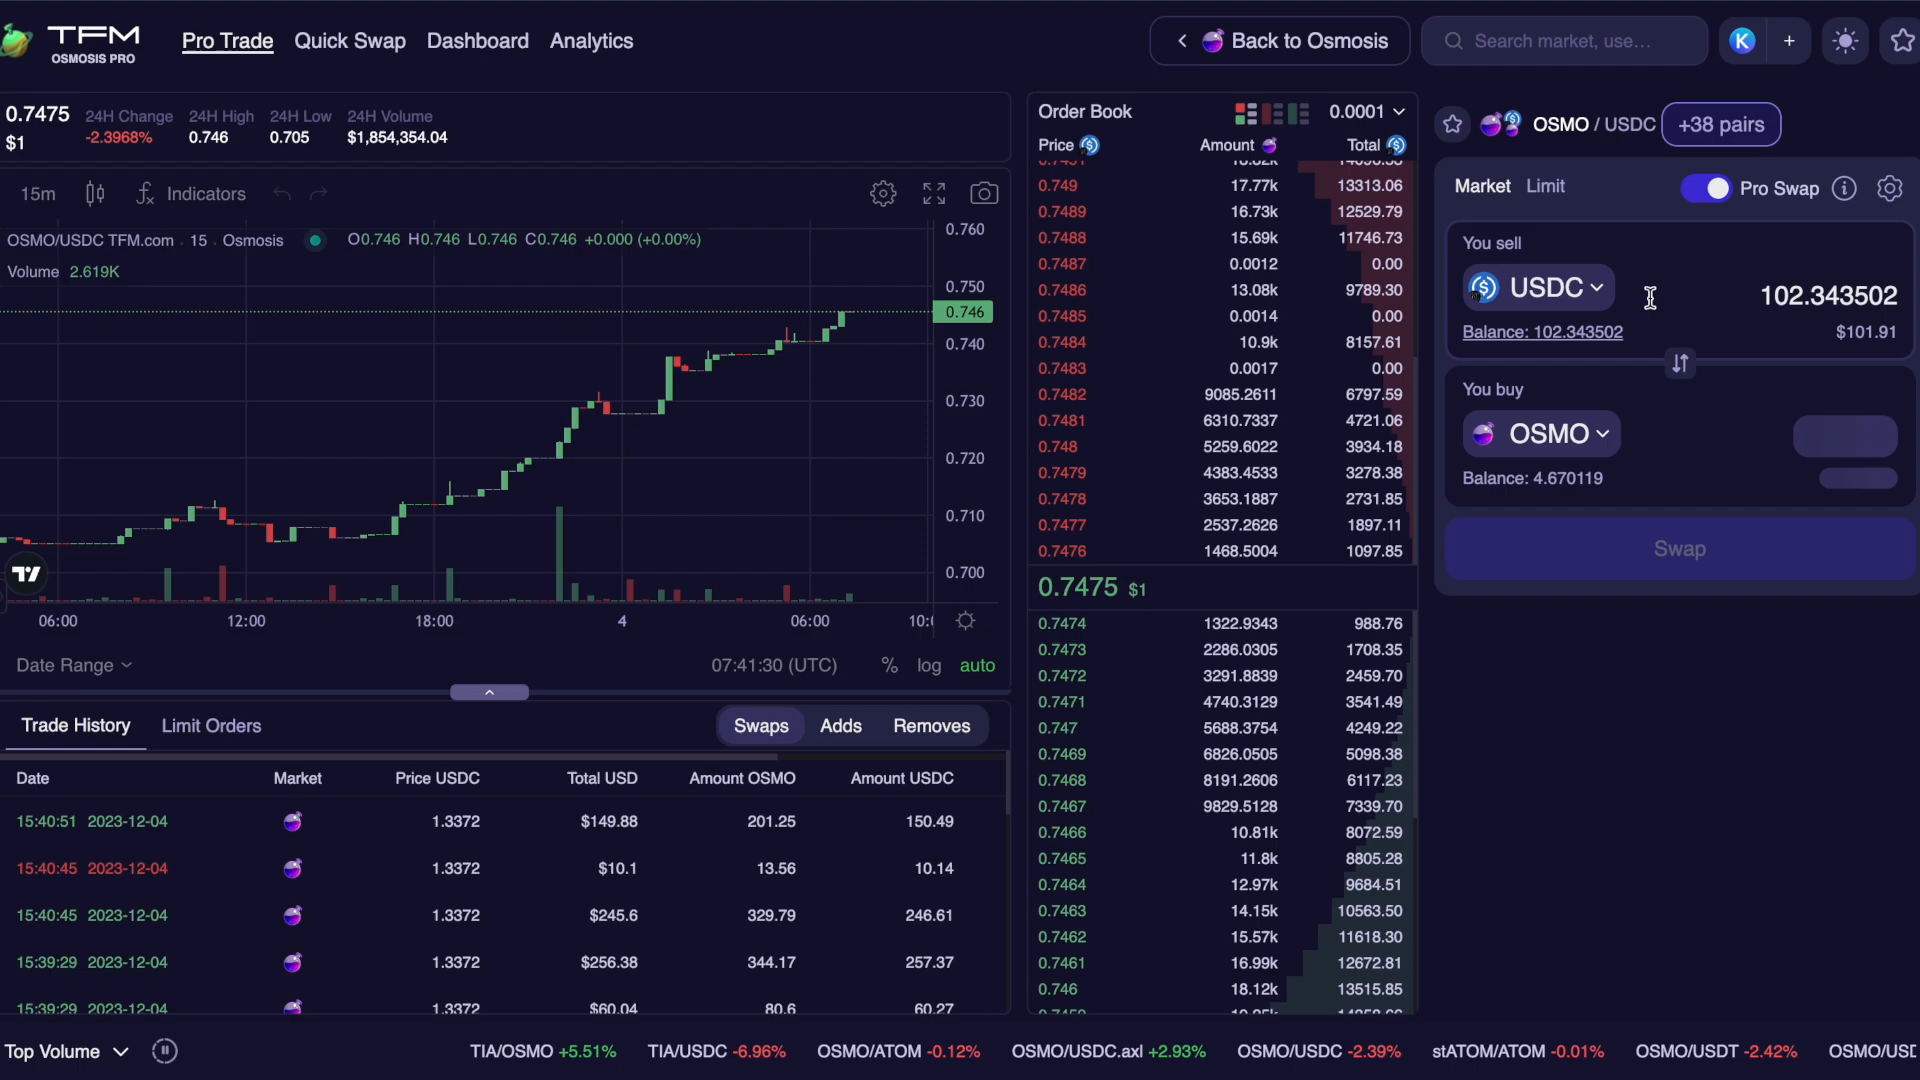 TFM
OSMOSIS PRO
Pro Trade
Quick Swap
Dashboard
Analytics
Back to Osmosis
Search market, use...
K
+
0.7475
$1
24H Change
-2.3968%
24H High
0.746
24H Low
0.705
24H Volume
$1,854,354.04
15m
Indicators
OSMO/USDC TFM.com · 15 · Osmosis
O0.746 H0.746 L0.746 C0.746 +0.000 (+0.00%)
Volume 2.619K
0.760
0.750
0.746
0.740
0.730
0.720
0.710
0.700
06:00
12:00
18:00
4
06:00
Date Range
07:41:30 (UTC)
%
log
auto
Trade History
Limit Orders
Swaps
Adds
Removes
Date Market Price USDC Total USD Amount OSMO Amount USDC
15:40:51 2023-12-04 1.3372 $149.88 201.25 150.49
15:40:45 2023-12-04 1.3372 $10.1 13.56 10.14
15:40:45 2023-12-04 1.3372 $245.6 329.79 246.61
15:39:29 2023-12-04 1.3372 $256.38 344.17 257.37
15:39:29 2023-12-04 1.3372 $60.04 80.6 60.27
Order Book
0.0001
Price Amount Total
0.749 17.77k 13313.06
0.7489 16.73k 12529.79
0.7488 15.69k 11746.73
0.7487 0.0012 0.00
0.7486 13.08k 9789.30
0.7485 0.0014 0.00
0.7484 10.9k 8157.61
0.7483 0.0017 0.00
0.7482 9085.2611 6797.59
0.7481 6310.7337 4721.06
0.748 5259.6022 3934.18
0.7479 4383.4533 3278.38
0.7478 3653.1887 2731.85
0.7477 2537.2626 1897.11
0.7476 1468.5004 1097.85
0.7475 $1
0.7474 1322.9343 988.76
0.7473 2286.0305 1708.35
0.7472 3291.8839 2459.70
0.7471 4740.3129 3541.49
0.747 5688.3754 4249.22
0.7469 6826.0505 5098.38
0.7468 8191.2606 6117.23
0.7467 9829.5128 7339.70
0.7466 10.81k 8072.59
0.7465 11.8k 8805.28
0.7464 12.97k 9684.51
0.7463 14.15k 10563.50
0.7462 15.57k 11618.30
0.7461 16.99k 12672.81
0.746 18.12k 13515.85
OSMO / USDC
+38 pairs
Market
Limit
Pro Swap
You sell
USDC
102.343502
Balance: 102.343502
$101.91
You buy
OSMO
Balance: 4.670119
Swap
Top Volume
TIA/OSMO +5.51%
TIA/USDC -6.96%
OSMO/ATOM -0.12%
OSMO/USDC.axl +2.93%
OSMO/USDC -2.39%
stATOM/ATOM -0.01%
OSMO/USDT -2.42%